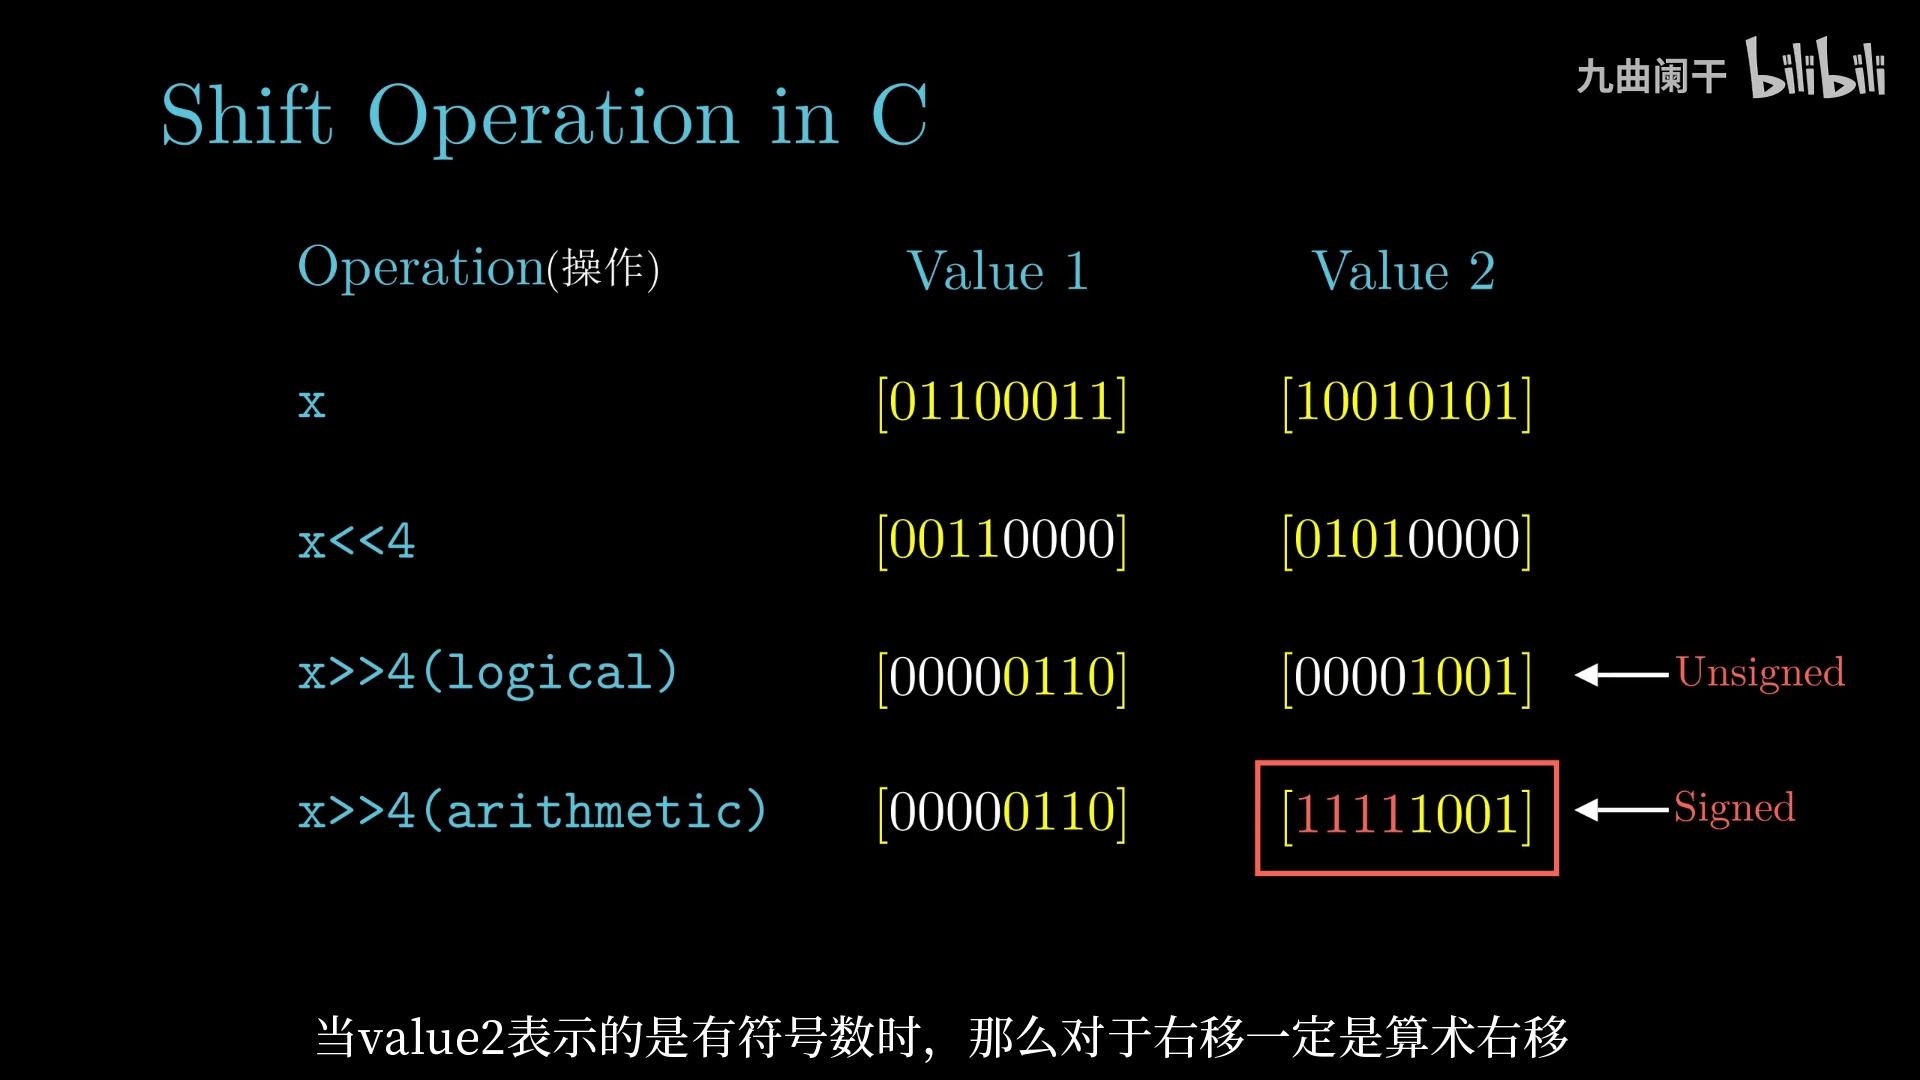 九曲阑干 bilibili
Shift Operation in C
Operation(操作) Value 1 Value 2
x [01100011] [10010101]
x<<4 [00110000] [01010000]
x>>4(logical) [00000110] [00001001] Unsigned
x>>4(arithmetic) [00000110] [11111001] Signed
当value2表示的是有符号数时，那么对于右移一定是算术右移